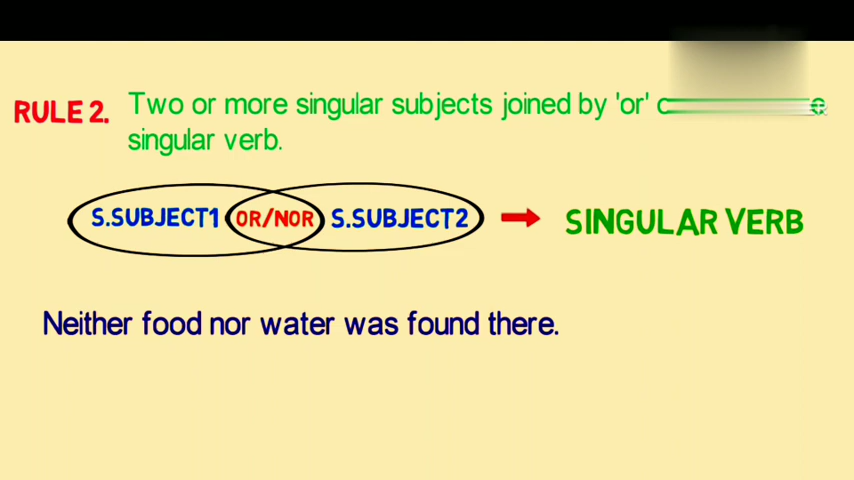 RULE 2. Two or more singular subjects joined by 'or'
singular verb.
S.SUBJECT1 OR/NOR S.SUBJECT2 SINGULAR VERB
Neither food nor water was found there.